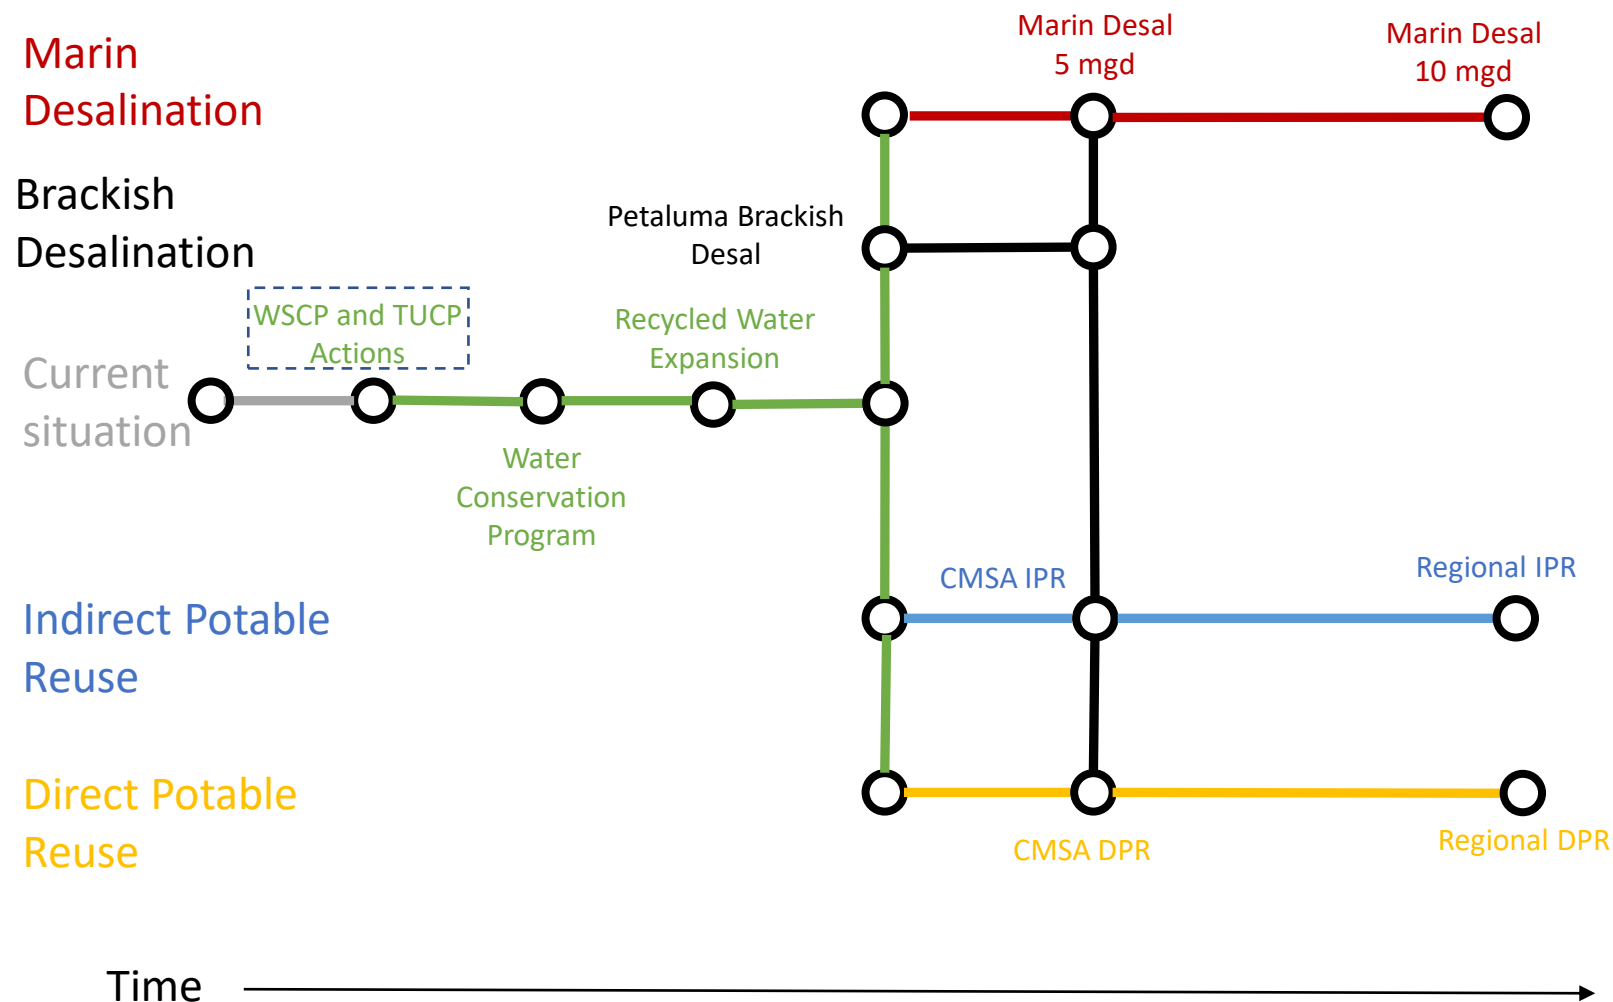 Marin
Desalination
Marin Desal
5 mgd
Marin Desal
10 mgd
Brackish
Desalination
Petaluma Brackish
Desal
WSCP and TUCP
Actions
Recycled Water
Expansion
Current
situation
Water
Conservation
Program
CMSA IPR
Regional IPR
Indirect Potable
Reuse
Direct Potable
Reuse
CMSA DPR
Regional DPR
Time